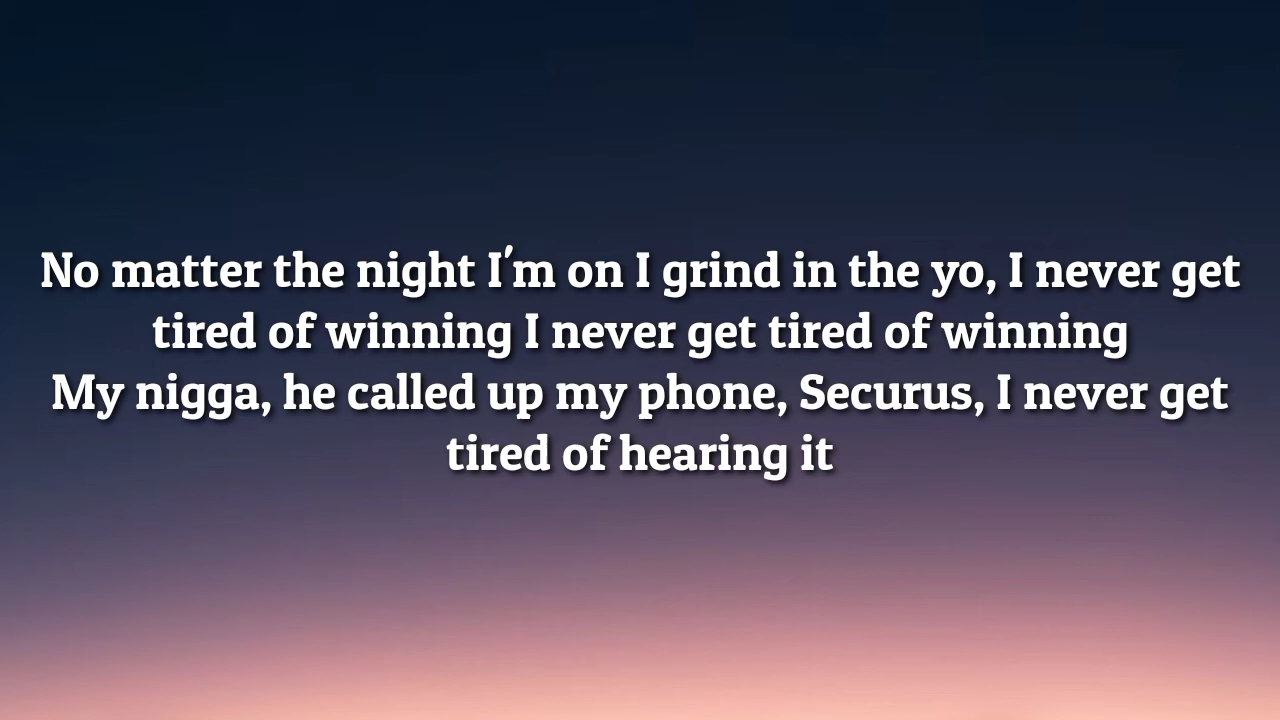 No matter the night I'm on I grind in the yo, I never get
tired of winning I never get tired of winning
My nigga, he called up my phone, Securus, I never get
tired of hearing it